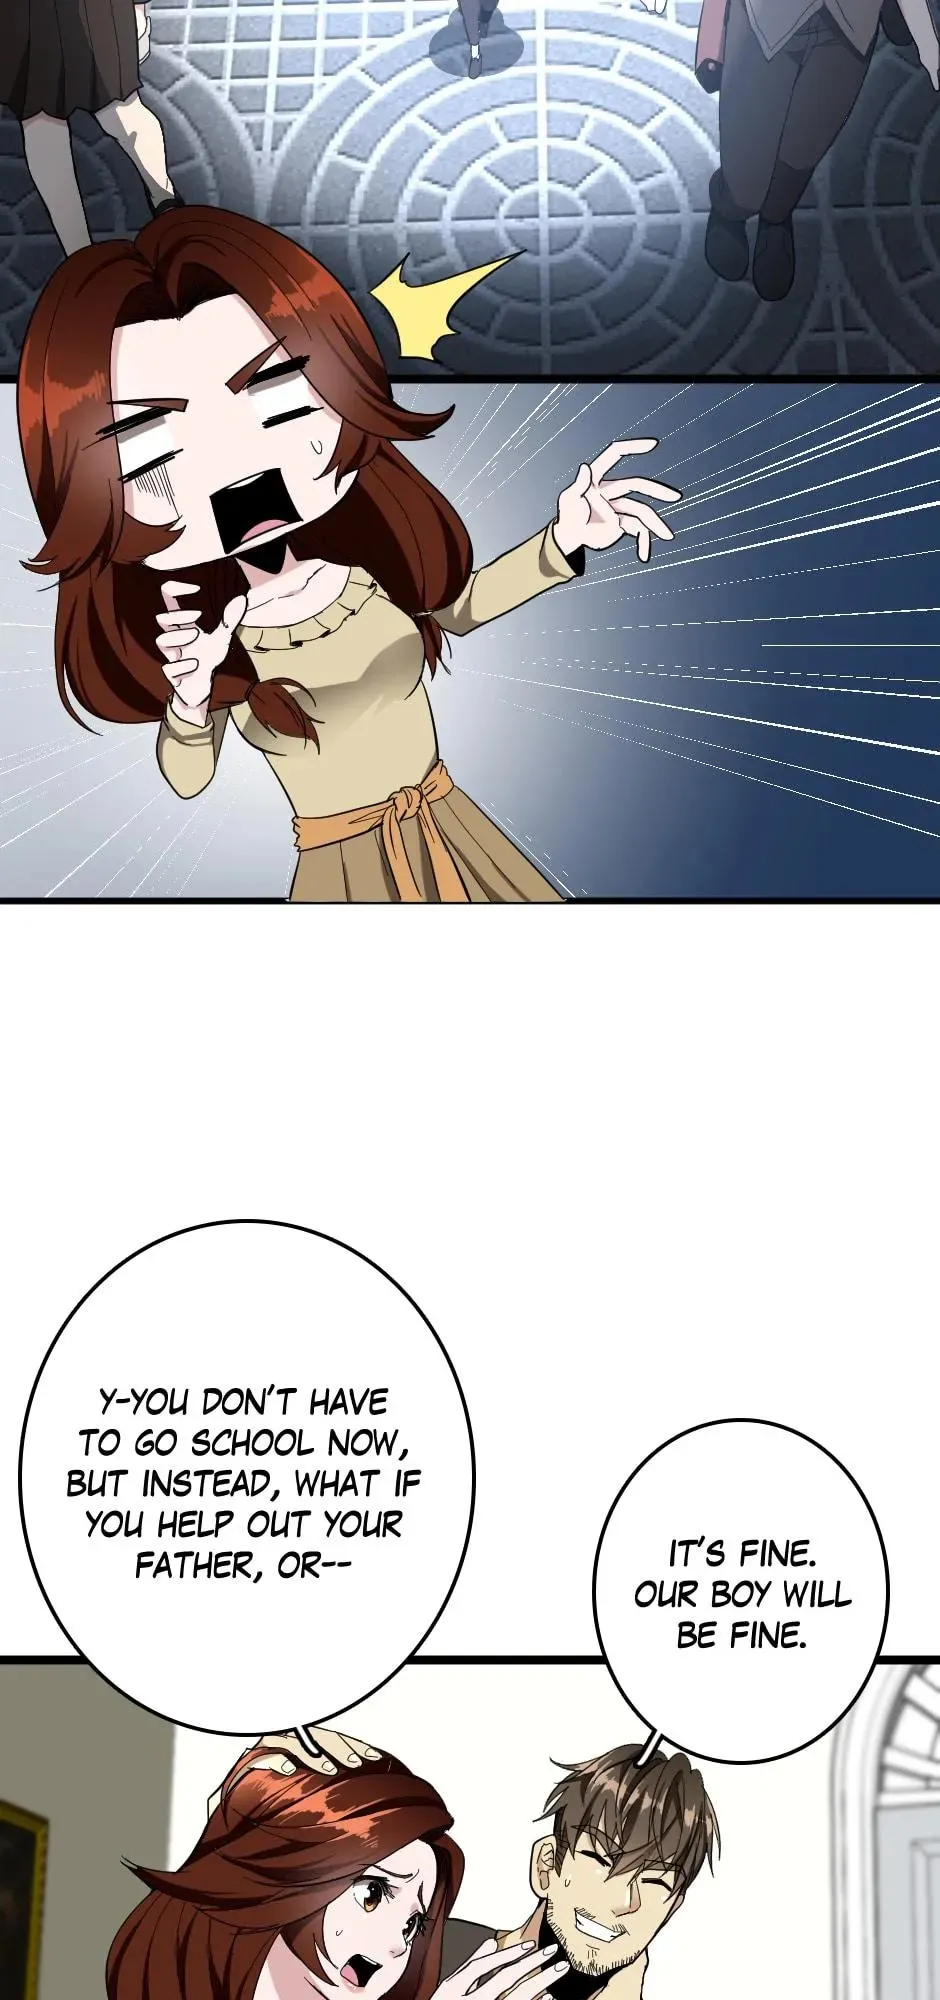 Y-YOU DON'T HAVE
TO GO SCHOOL NOW,
BUT INSTEAD, WHAT IF
YOU HELP OUT YOUR
FATHER, OR--
IT'S FINE.
OUR BOY WILL
BE FINE.